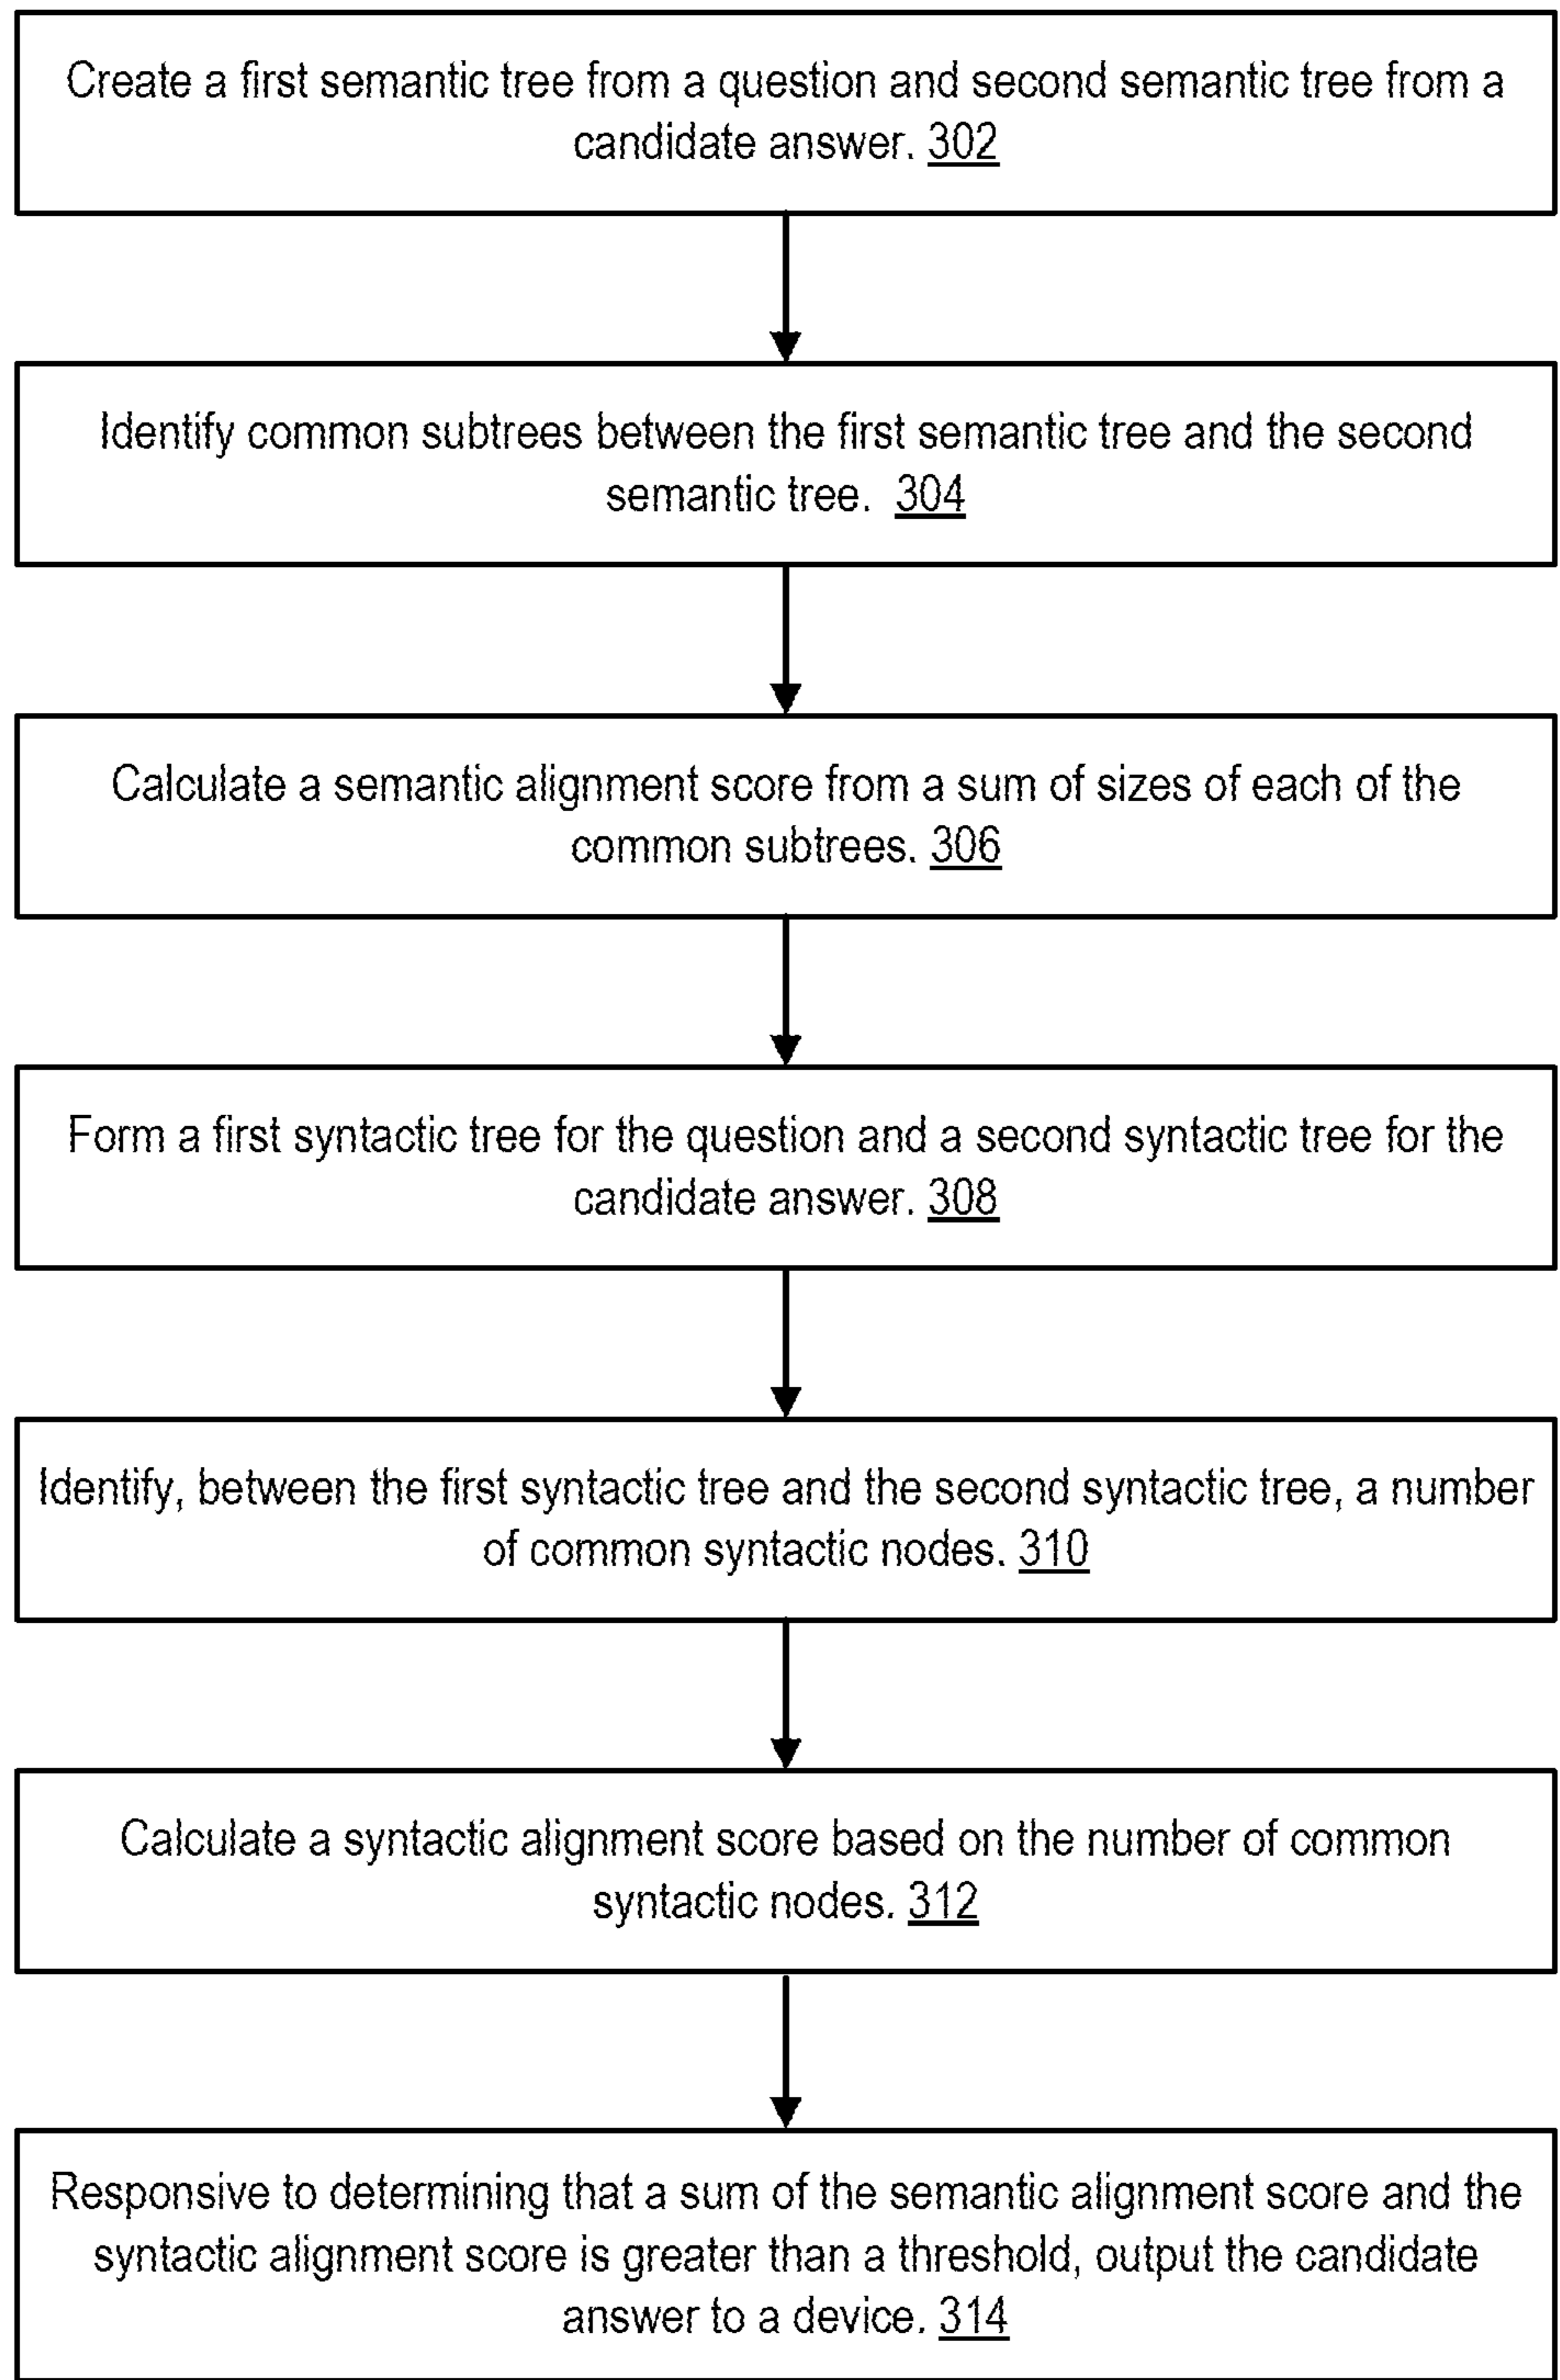 Create a first semantic tree from a question and second semantic tree from a
candidate answer. 302
Identify common subtrees between the first semantic tree and the second
semantic tree. 304
Calculate a semantic alignment score from a sum of sizes of each of the
common subtrees. 306
Form a first syntactic tree for the question and a second syntactic tree for the
candidate answer. 308
Identify, between the first syntactic tree and the second syntactic tree, a number
of common syntactic nodes. 310
Calculate a syntactic alignment score based on the number of common
syntactic nodes. 312
Responsive to determining that a sum of the semantic alignment score and the
syntactic alignment score is greater than a threshold, output the candidate
answer to a device. 314